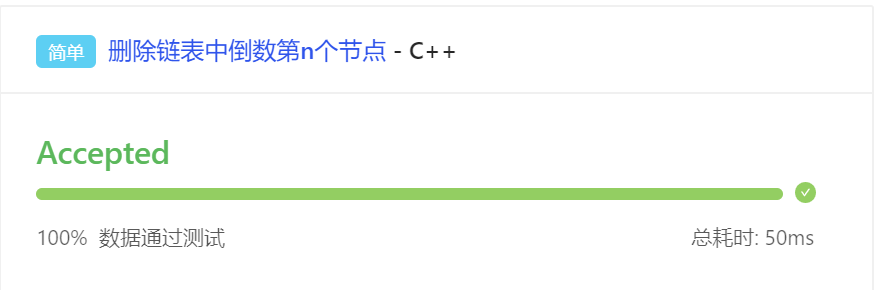 简单 删除链表中倒数第n个节点 - C++
Accepted
100% 数据通过测试 总耗时: 50ms